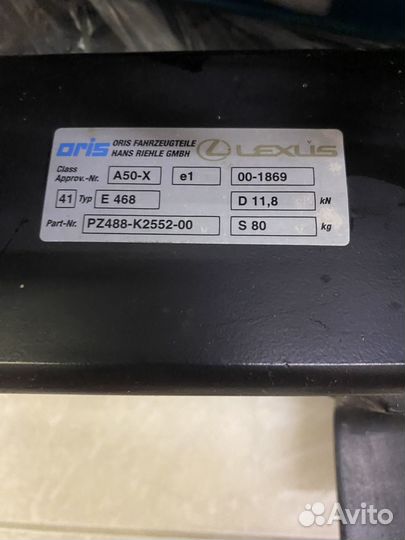 oris ORIS FAHRZEUGTEILE
HANS RIEHLE GMBH LEXUS
Class
Approv.-Nr. A50-X e1 00-1869
41 Typ E 468 D 11,8 kN
Part-Nr. PZ488-K2552-00 S 80 kg
Avito